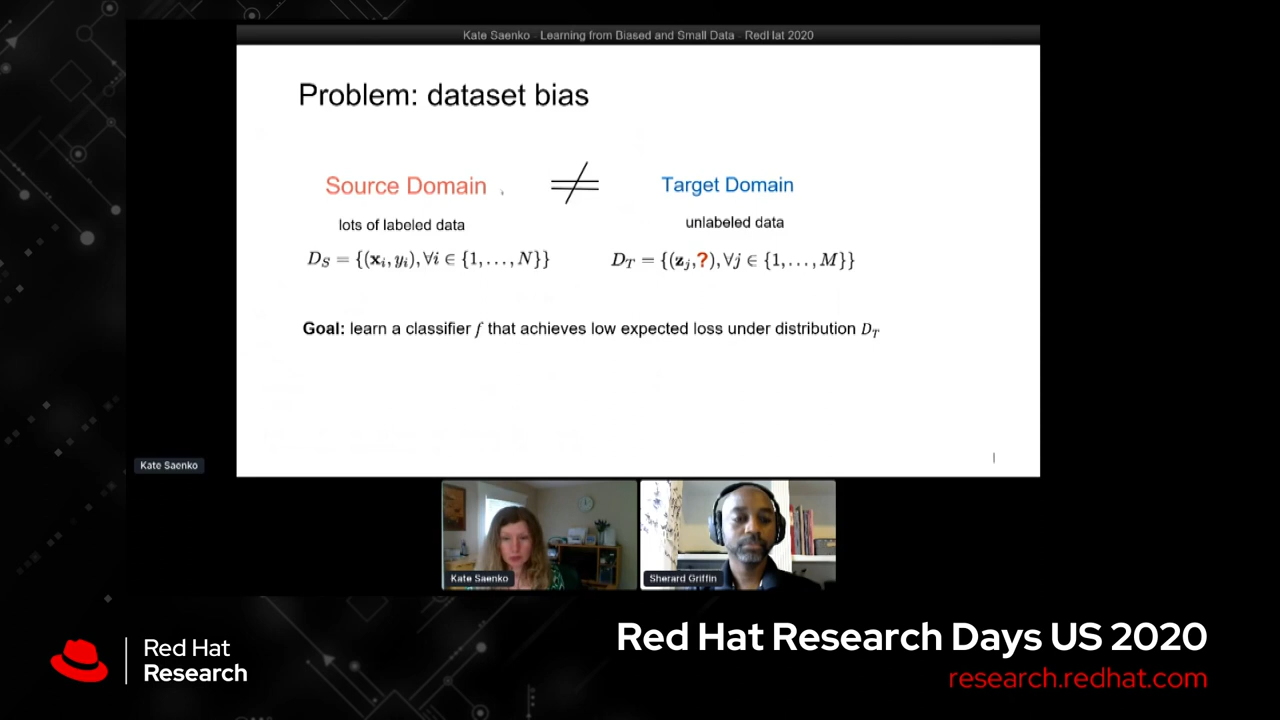 Kate Saenko - Learning from Biased and Small Data - RedHat 2020
Problem: dataset bias
Source Domain ≠ Target Domain
lots of labeled data
unlabeled data
D_S = {(x_i, y_i), ∀i ∈ {1, . . . , N}}
D_T = {(z_j, ?), ∀j ∈ {1, . . . , M}}
Goal: learn a classifier f that achieves low expected loss under distribution D_T
Kate Saenko
Kate Saenko
Sherard Griffin
Red Hat
Research
Red Hat Research Days US 2020
research.redhat.com